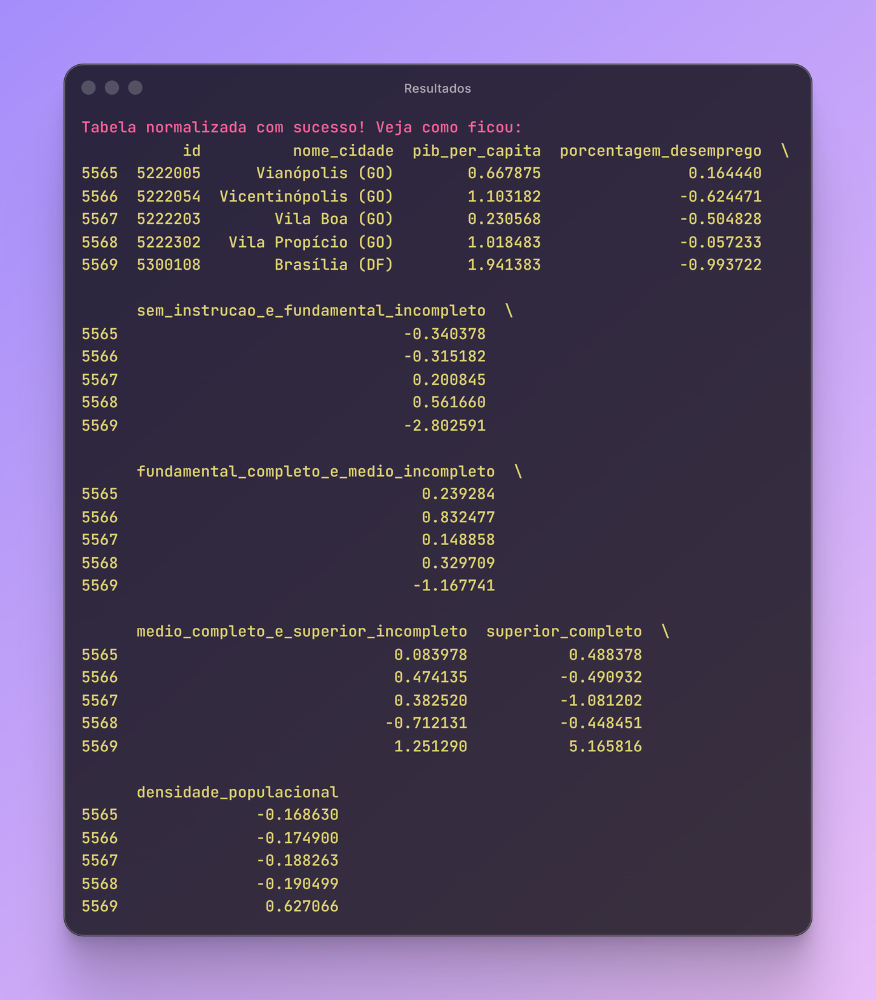 Resultados
Tabela normalizada com sucesso! Veja como ficou:
id nome_cidade pib_per_capita porcentagem_desemprego \
5565 5222005 Vianópolis (GO) 0.667875 0.164440
5566 5222054 Vicentinópolis (GO) 1.103182 -0.624471
5567 5222203 Vila Boa (GO) 0.230568 -0.504828
5568 5222302 Vila Propício (GO) 1.018483 -0.057233
5569 5300108 Brasília (DF) 1.941383 -0.993722
sem_instrucao_e_fundamental_incompleto \
5565 -0.340378
5566 -0.315182
5567 0.200845
5568 0.561660
5569 -2.802591
fundamental_completo_e_medio_incompleto \
5565 0.239284
5566 0.832477
5567 0.148858
5568 0.329709
5569 -1.167741
medio_completo_e_superior_incompleto superior_completo \
5565 0.083978 0.488378
5566 0.474135 -0.490932
5567 0.382520 -1.081202
5568 -0.712131 -0.448451
5569 1.251290 5.165816
densidade_populacional
5565 -0.168630
5566 -0.174900
5567 -0.188263
5568 -0.190499
5569 0.627066